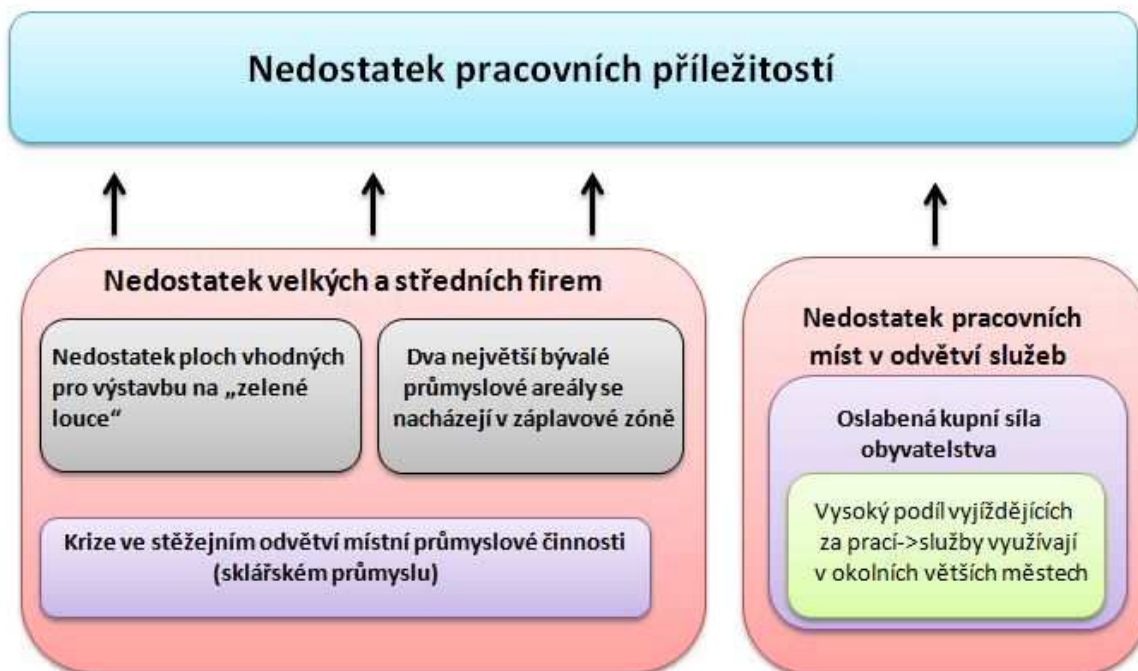 Nedostatek pracovních příležitostí
Nedostatek velkých a středních firem
Nedostatek ploch vhodných
pro výstavbu na „zelené
louce“
Dva největší bývalé
průmyslové areály se
nacházejí v záplavové zóně
Krize ve stěžejním odvětví místní průmyslové činnosti
(sklářském průmyslu)
Nedostatek pracovních
míst v odvětví služeb
Oslabená kupní síla
obyvatelstva
Vysoký podíl vyjíždějících
za prací->služby využívají
v okolních větších městech